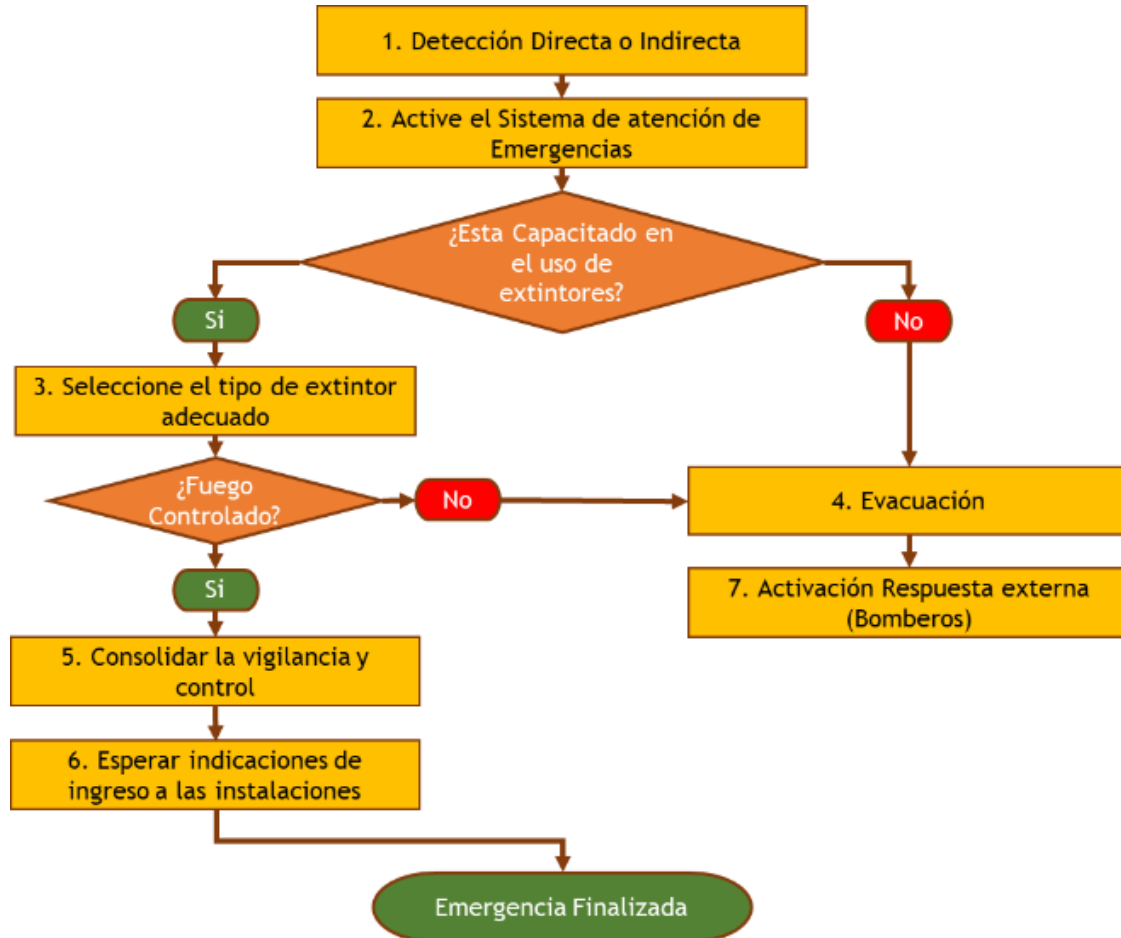 1. Detección Directa o Indirecta
2. Active el Sistema de atención de
Emergencias
¿Esta Capacitado en
el uso de
extintores?
Si
No
3. Seleccione el tipo de extintor
adecuado
¿Fuego
Controlado?
No
4. Evacuación
Si
7. Activación Respuesta externa
(Bomberos)
5. Consolidar la vigilancia y
control
6. Esperar indicaciones de
ingreso a las instalaciones
Emergencia Finalizada